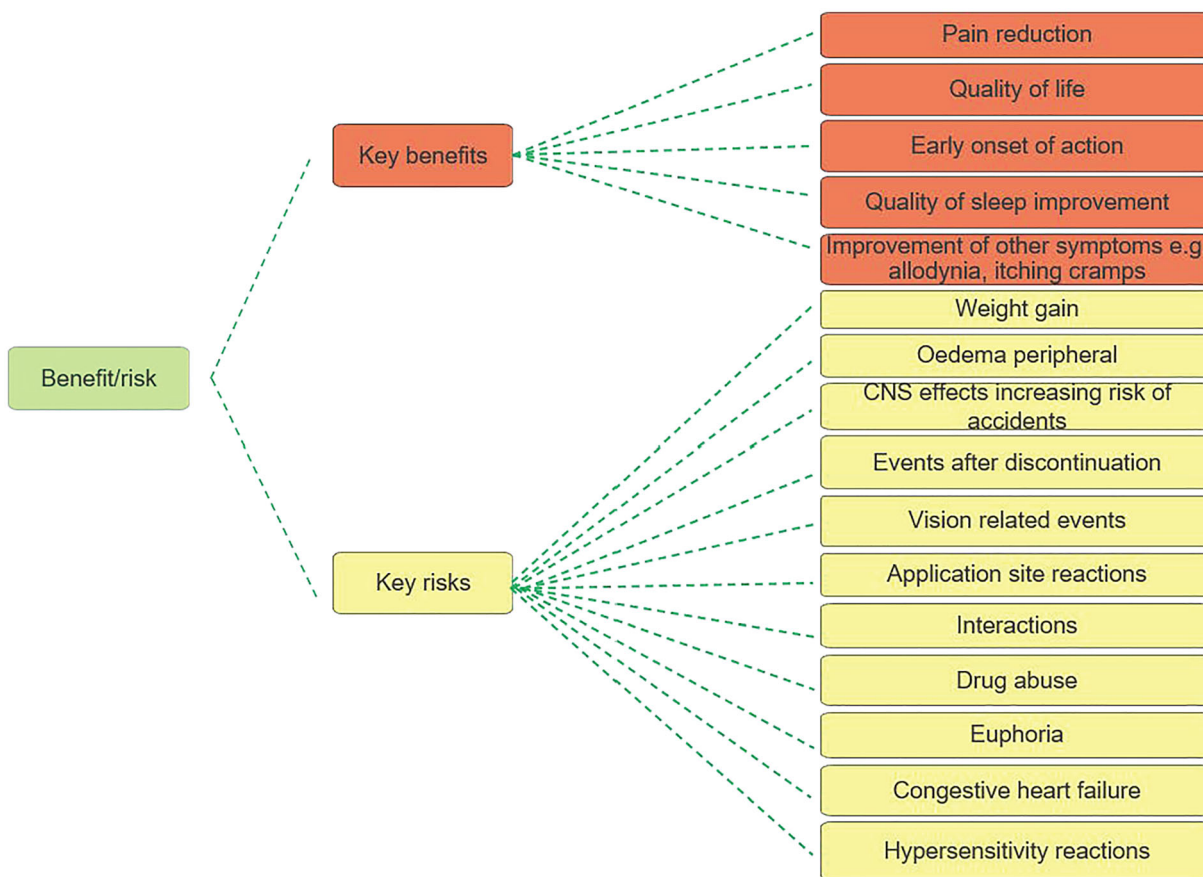 Pain reduction
Quality of life
Key benefits
Early onset of action
Quality of sleep improvement
Improvement of other symptoms e.g
allodynia, itching cramps
Weight gain
Benefit/risk
Oedema peripheral
CNS effects increasing risk of
accidents
Events after discontinuation
Vision related events
Key risks
Application site reactions
Interactions
Drug abuse
Euphoria
Congestive heart failure
Hypersensitivity reactions